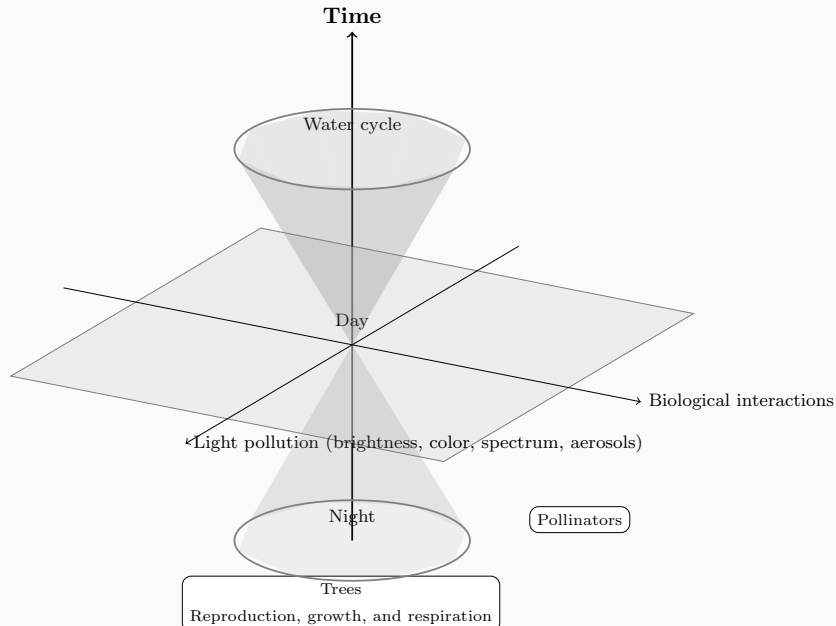 Time
Water cycle
Day
Biological interactions
Light pollution (brightness, color, spectrum, aerosols)
Night
Pollinators
Trees
Reproduction, growth, and respiration